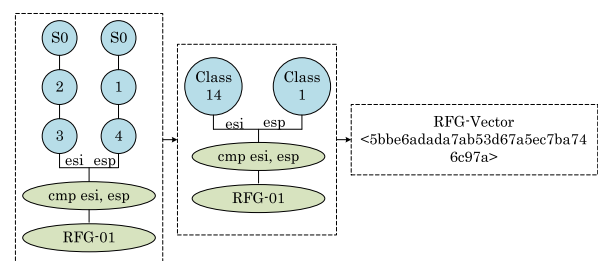 S0 S0
2 1
3 4
esi esp
cmp esi, esp
RFG-01
Class
14
Class
1
esi esp
cmp esi, esp
RFG-01
RFG-Vector
<5bbe6adada7ab53d67a5ec7ba74
6c97a>